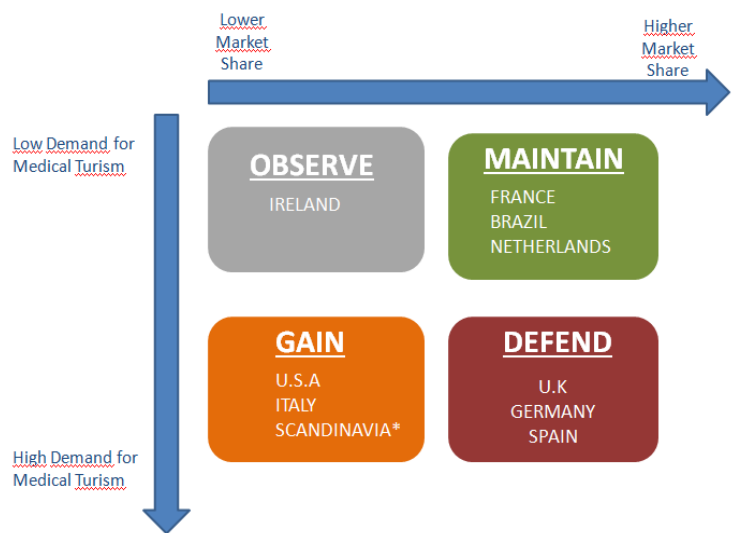 Lower
Market
Share
Higher
Market
Share
Low Demand for
Medical Turism
OBSERVE
IRELAND
MAINTAIN
FRANCE
BRAZIL
NETHERLANDS
GAIN
U.S.A
ITALY
SCANDINAVIA*
DEFEND
U.K
GERMANY
SPAIN
High Demand for
Medical Turism